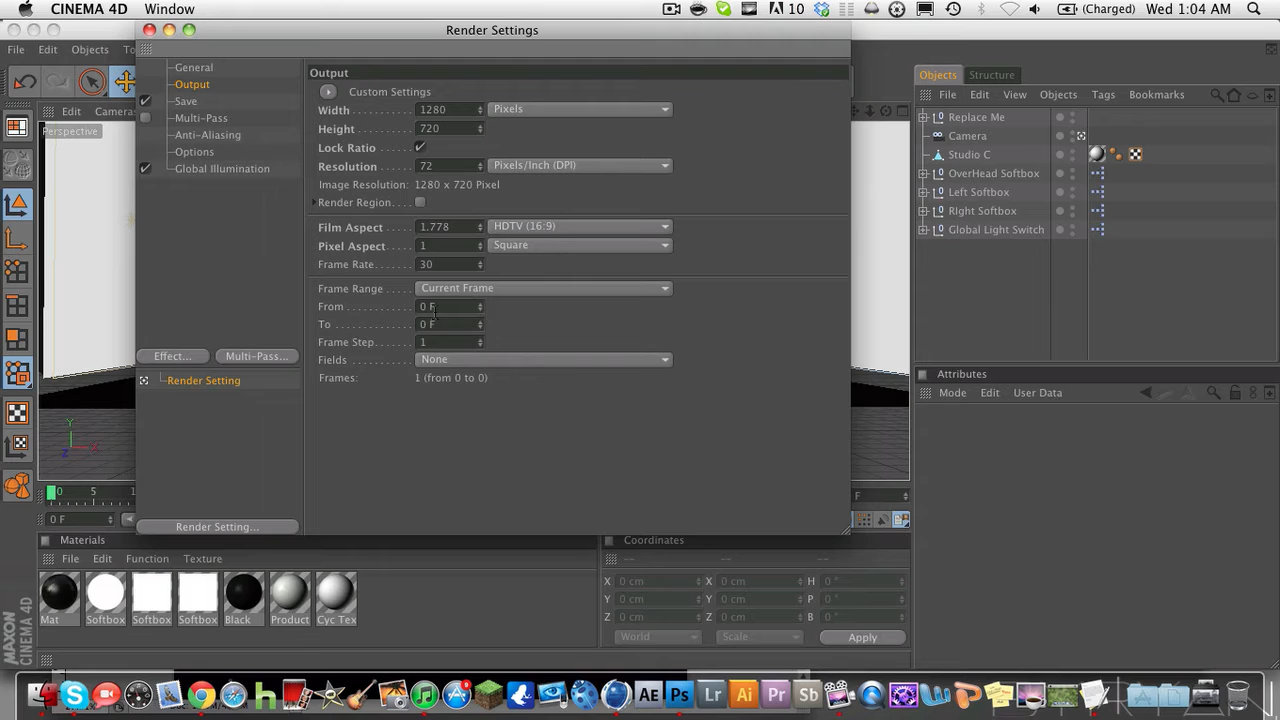 CINEMA 4D Window
10 (Charged) Wed 1:04 AM
Render Settings
File Edit Objects To
General
Output
Save
Multi-Pass
Anti-Aliasing
Options
Global Illumination
Effect... Multi-Pass...
Render Setting
Render Setting...
Output
Custom Settings
Width 1280 Pixels
Height 720
Lock Ratio
Resolution 72 Pixels/Inch (DPI)
Image Resolution: 1280 x 720 Pixel
Render Region
Film Aspect 1.778 HDTV (16:9)
Pixel Aspect 1 Square
Frame Rate 30
Frame Range Current Frame
From 0 F
To 0 F
Frame Step 1
Fields None
Frames: 1 (from 0 to 0)
Edit Cameras
Perspective
Y
Z
0 5 1
0 F
F
Objects Structure
File Edit View Objects Tags Bookmarks
Replace Me
Camera
Studio C
OverHead Softbox
Left Softbox
RIght Softbox
Global Light Switch
Attributes
Mode Edit User Data
Materials
File Edit Function Texture
Mat Softbox Softbox Softbox Black Product Cyc Tex
Coordinates
X 0 cm X 0 cm H 0 °
Y 0 cm Y 0 cm P 0 °
Z 0 cm Z 0 cm B 0 °
World Scale Apply
MAXON
CINEMA 4D
AE Ps Lr Ai Pr Sb